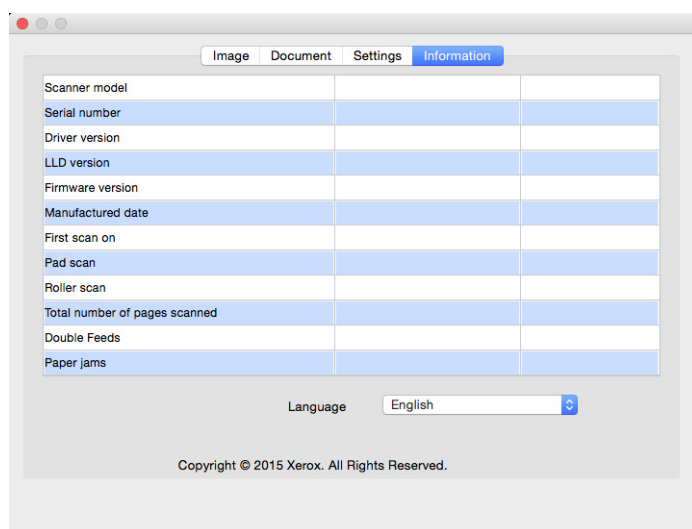 Image Document Settings Information
Scanner model
Serial number
Driver version
LLD version
Firmware version
Manufactured date
First scan on
Pad scan
Roller scan
Total number of pages scanned
Double Feeds
Paper jams
Language English
Copyright © 2015 Xerox. All Rights Reserved.